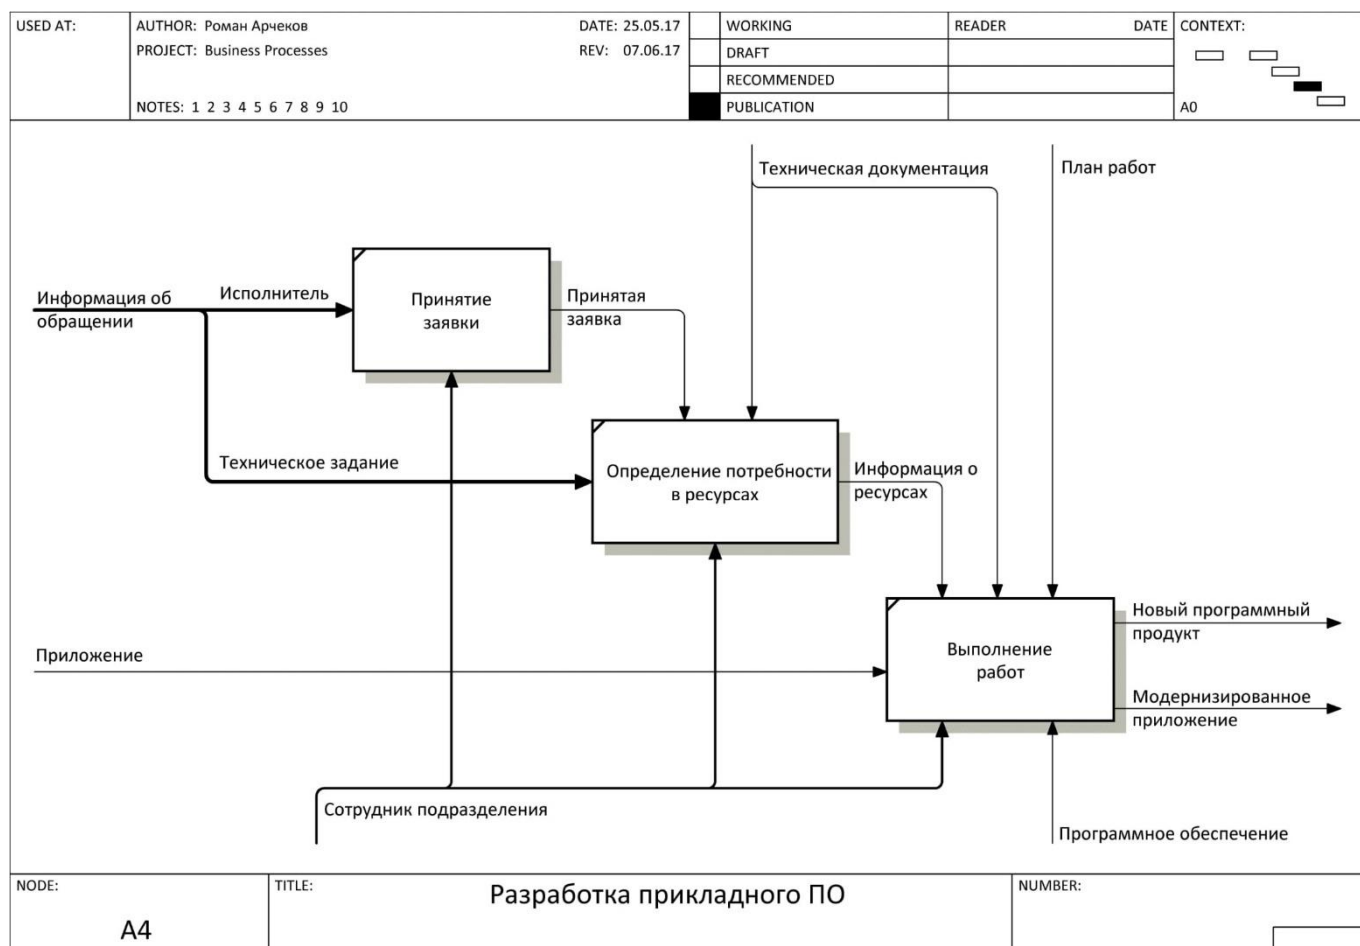 USED AT:
AUTHOR: Роман Арчеков
DATE: 25.05.17
PROJECT: Business Processes
REV: 07.06.17
NOTES: 1 2 3 4 5 6 7 8 9 10
WORKING
DRAFT
RECOMMENDED
PUBLICATION
READER
DATE
CONTEXT:
A0
Техническая документация
План работ
Информация об
обращении
Исполнитель
Принятие
заявки
Принятая
заявка
Техническое задание
Определение потребности
в ресурсах
Информация о
ресурсах
Приложение
Выполнение
работ
Новый программный
продукт
Модернизированное
приложение
Сотрудник подразделения
Программное обеспечение
NODE:
A4
TITLE:
Разработка прикладного ПО
NUMBER: